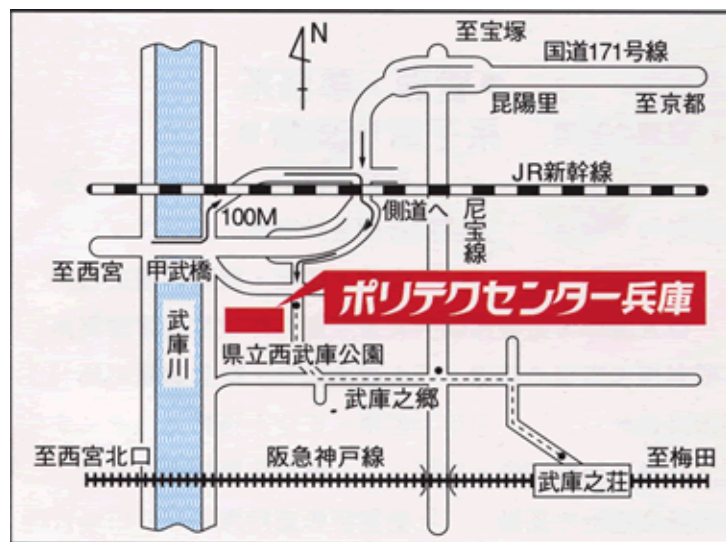 N
至宝塚
国道171号線
昆陽里
至京都
JR新幹線
100M
側道へ
尼宝線
至西宮
甲武橋
ポリテクセンター兵庫
武庫川
県立西武庫公園
武庫之郷
至西宮北口
阪急神戸線
武庫之荘
至梅田